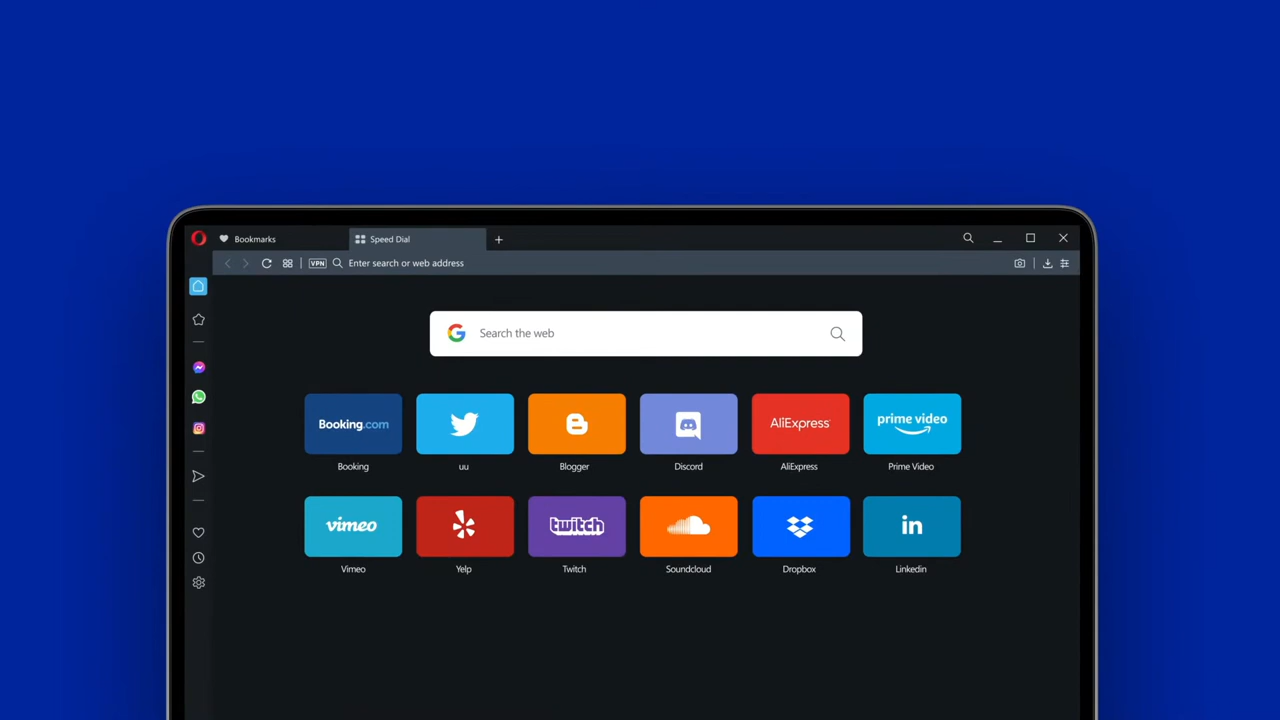 Bookmarks
Speed Dial
VPN
Enter search or web address
Search the web
Booking.com
AliExpress
prime video
Booking
uu
Blogger
Discord
AliExpress
Prime Video
vimeo
twitch
in
Vimeo
Yelp
Twitch
Soundcloud
Dropbox
Linkedin